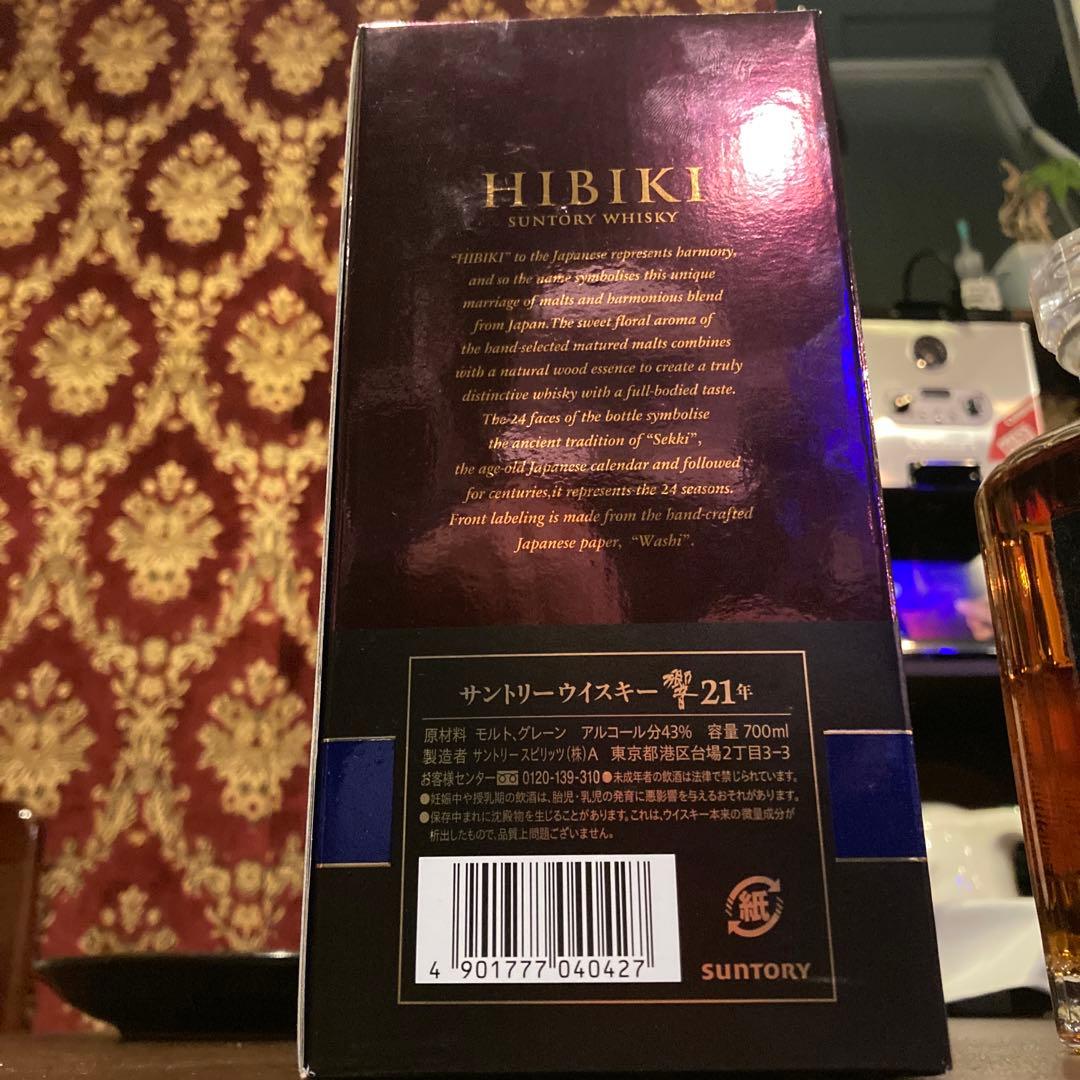 HIBIKI
SUNTORY WHISKY
“HIBIKI” to the Japanese represents harmony,
and so the name symbolises this unique
marriage of malts and harmonious blend
from Japan.The sweet floral aroma of
the hand-selected matured malts combines
with a natural wood essence to create a truly
distinctive whisky with a full-bodied taste.
The 24 faces of the bottle symbolise
the ancient tradition of “Sekki”,
the age-old Japanese calendar and followed
for centuries,it represents the 24 seasons.
Front labeling is made from the hand-crafted
Japanese paper, “Washi”.
サントリーウイスキー 響 21年
原材料 モルト、グレーン アルコール分43% 容量 700ml
製造者 サントリースピリッツ(株)A 東京都港区台場2丁目3-3
お客様センター 0120-139-310 ●未成年者の飲酒は法律で禁じられています。
●妊娠中や授乳期の飲酒は、胎児・乳児の発育に悪影響を与えるおそれがあります。
●保存中まれに沈殿物を生じることがあります。これは、ウイスキー本来の微量成分が
析出したもので、品質上問題ございません。
4 901777 040427
紙
SUNTORY